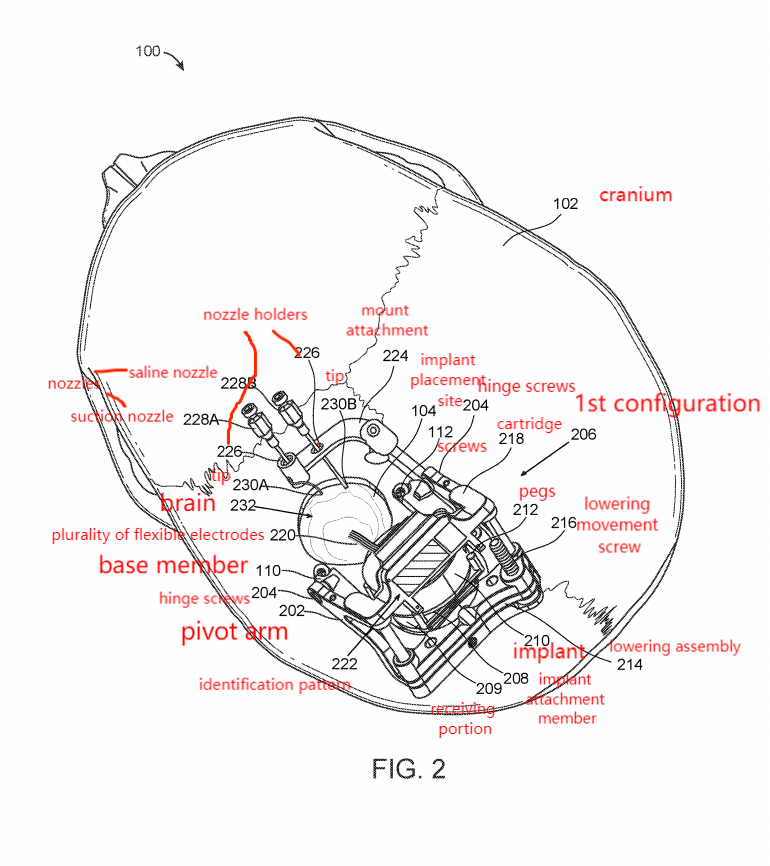 100
102
cranium
nozzle holders
mount
attachment
226
224
implant
placement
site
hinge screws
saline nozzle
nozzles
228B
tip
230B
104
204
1st configuration
suction nozzle
228A
112
screws
cartridge
218
206
226
tip
230A
pegs
brain
232
212
lowering
movement
screw
216
plurality of flexible electrodes
220
base member
110
hinge screws
204
202
pivot arm
210
implant
lowering assembly
222
214
208
identification pattern
209
implant
attachment
member
receiving
portion
FIG. 2